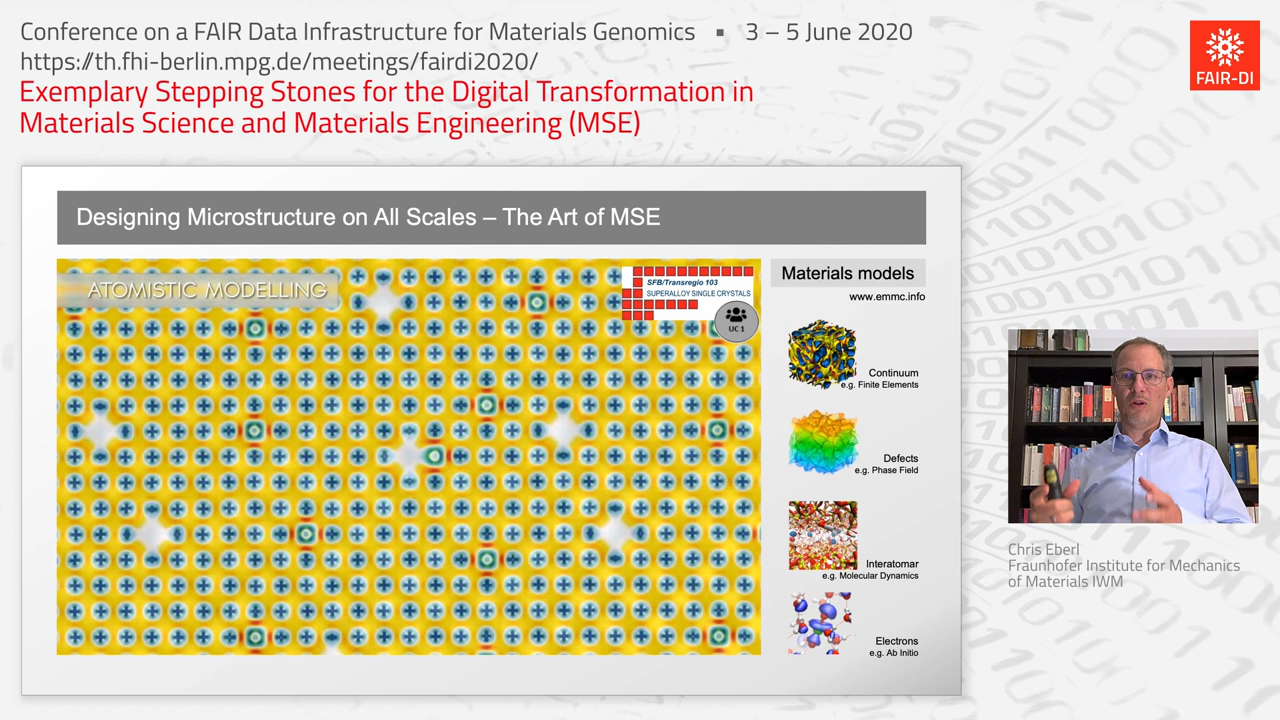 Conference on a FAIR Data Infrastructure for Materials Genomics ▪ 3 – 5 June 2020
https://th.fhi-berlin.mpg.de/meetings/fairdi2020/
Exemplary Stepping Stones for the Digital Transformation in
Materials Science and Materials Engineering (MSE)
FAIR-DI
Designing Microstructure on All Scales – The Art of MSE
ATOMISTIC MODELLING
SFB/Transregio 103
SUPERALLOY SINGLE CRYSTALS
UC 1
Materials models
www.emmc.info
Continuum
e.g. Finite Elements
Defects
e.g. Phase Field
Interatomar
e.g. Molecular Dynamics
Electrons
e.g. Ab Initio
Chris Eberl
Fraunhofer Institute for Mechanics
of Materials IWM